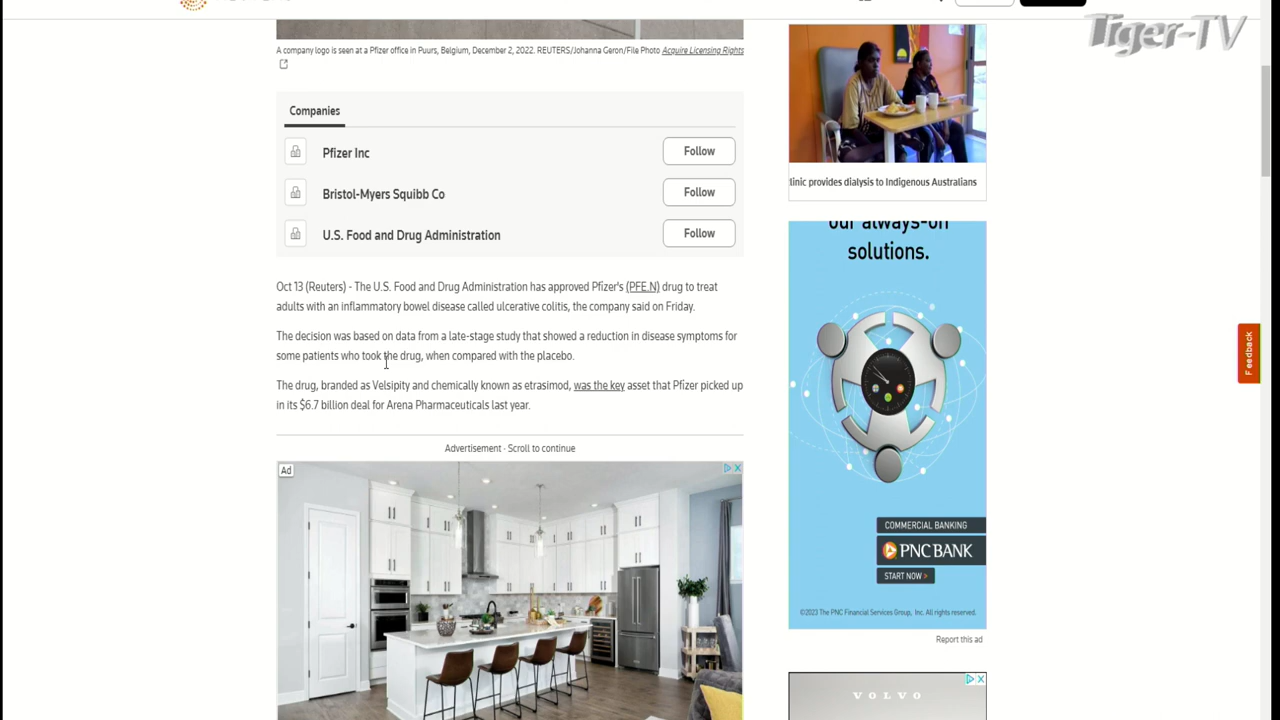 Tiger-TV
A company logo is seen at a Pfizer office in Puurs, Belgium, December 2, 2022. REUTERS/Johanna Geron/File Photo Acquire Licensing Rights
Companies
Pfizer Inc
Follow
Bristol-Myers Squibb Co
Follow
U.S. Food and Drug Administration
Follow
Oct 13 (Reuters) - The U.S. Food and Drug Administration has approved Pfizer's (PFE.N) drug to treat
adults with an inflammatory bowel disease called ulcerative colitis, the company said on Friday.
The decision was based on data from a late-stage study that showed a reduction in disease symptoms for
some patients who took the drug, when compared with the placebo.
The drug, branded as Velsipity and chemically known as etrasimod, was the key asset that Pfizer picked up
in its $6.7 billion deal for Arena Pharmaceuticals last year.
Advertisement · Scroll to continue
Ad
linic provides dialysis to Indigenous Australians
our always-on
solutions.
COMMERCIAL BANKING
PNC BANK
START NOW >
©2023 The PNC Financial Services Group, Inc. All rights reserved.
Report this ad
VOLVO
Feedback